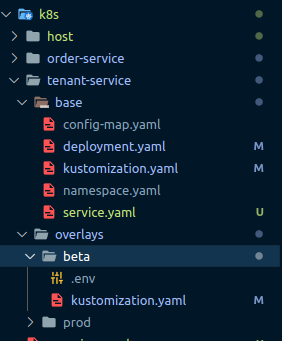 k8s
host
order-service
tenant-service
base
config-map.yaml
deployment.yaml M
kustomization.yaml M
namespace.yaml
service.yaml U
overlays
beta
.env
kustomization.yaml M
prod